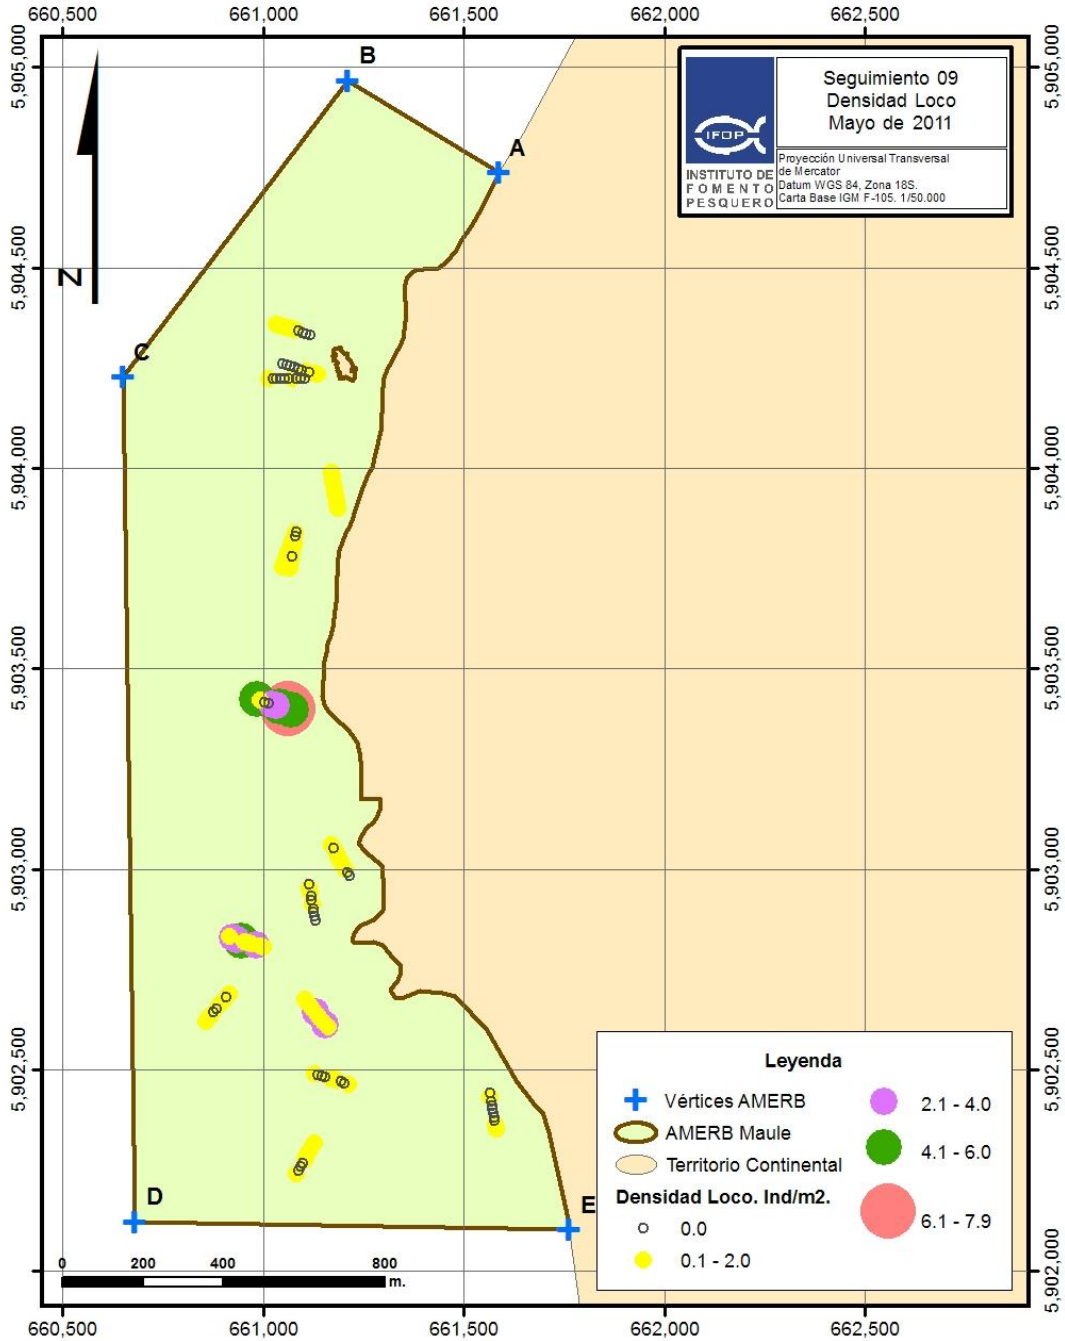 660,500 661,000 661,500 662,000 662,500
5,905,000
5,904,500
5,904,000
5,903,500
5,903,000
5,902,500
5,902,000
5,905,000
5,904,500
5,904,000
5,903,500
5,903,000
5,902,500
5,902,000
B
A
C
D
E
N
IFOP
INSTITUTO DE
FOMENTO
PESQUERO
Seguimiento 09
Densidad Loco
Mayo de 2011
Proyección Universal Transversal
de Mercator
Datum WGS 84, Zona 18S.
Carta Base IGM F-105. 1/50.000
Leyenda
Vértices AMERB
AMERB Maule
Territorio Continental
Densidad Loco. Ind/m2.
0.0
0.1 - 2.0
2.1 - 4.0
4.1 - 6.0
6.1 - 7.9
0 200 400 800
m.
660,500 661,000 661,500 662,000 662,500